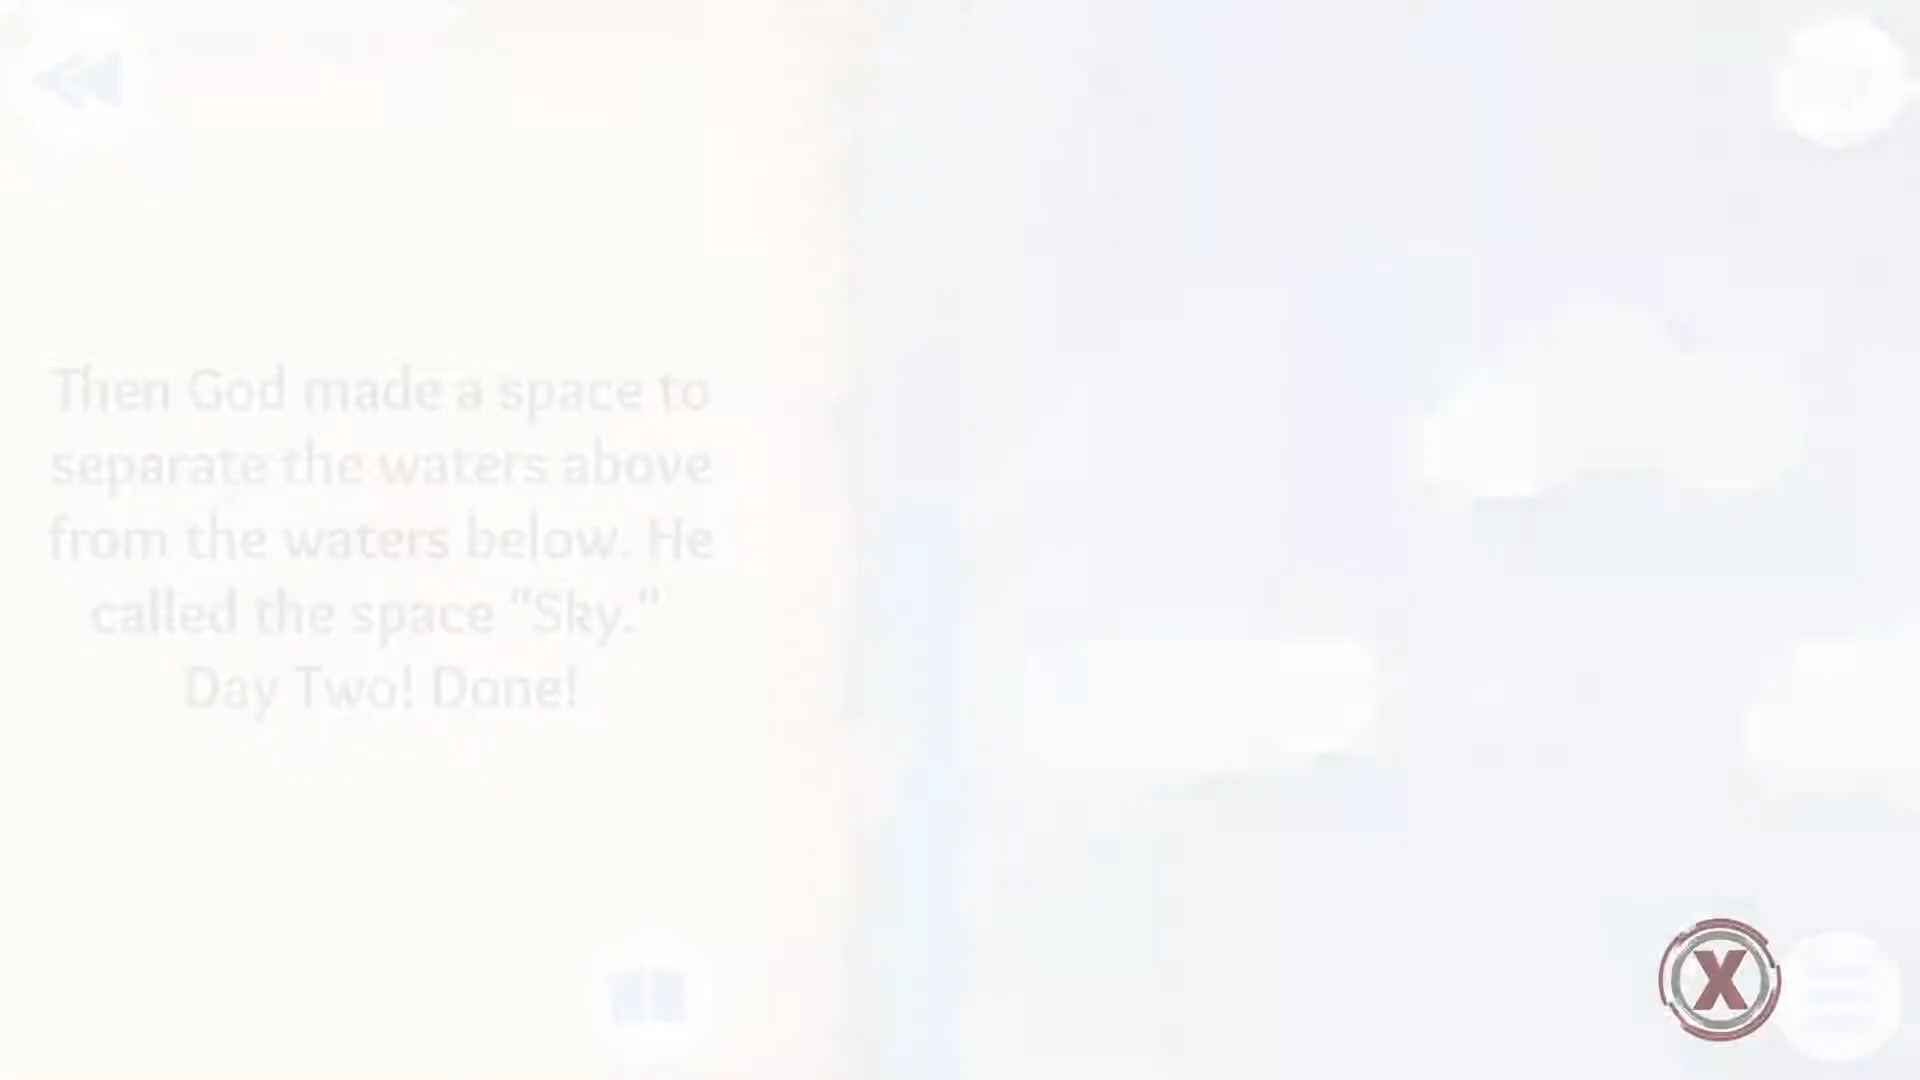 Then God made a space to
separate the waters above
from the waters below. He
called the space "Sky."
Day Two! Done!
X